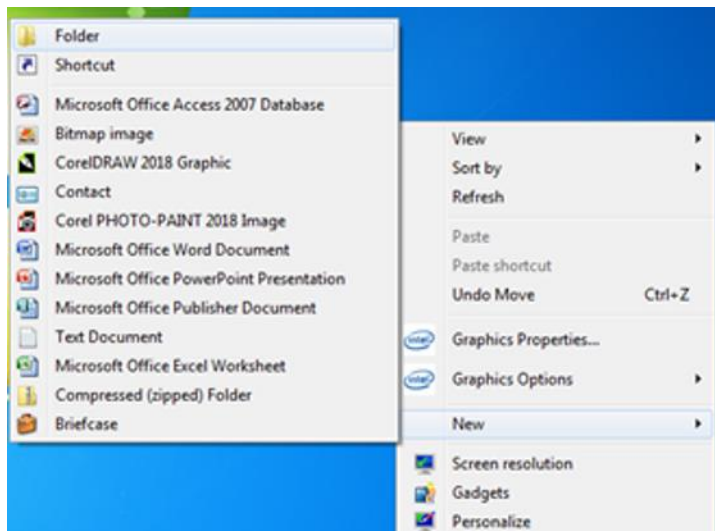 Folder
Shortcut
Microsoft Office Access 2007 Database
Bitmap image
CorelDRAW 2018 Graphic
Contact
Corel PHOTO-PAINT 2018 Image
Microsoft Office Word Document
Microsoft Office PowerPoint Presentation
Microsoft Office Publisher Document
Text Document
Microsoft Office Excel Worksheet
Compressed (zipped) Folder
Briefcase
View
Sort by
Refresh
Paste
Paste shortcut
Undo Move Ctrl+Z
intel Graphics Properties...
intel Graphics Options
New
Screen resolution
Gadgets
Personalize